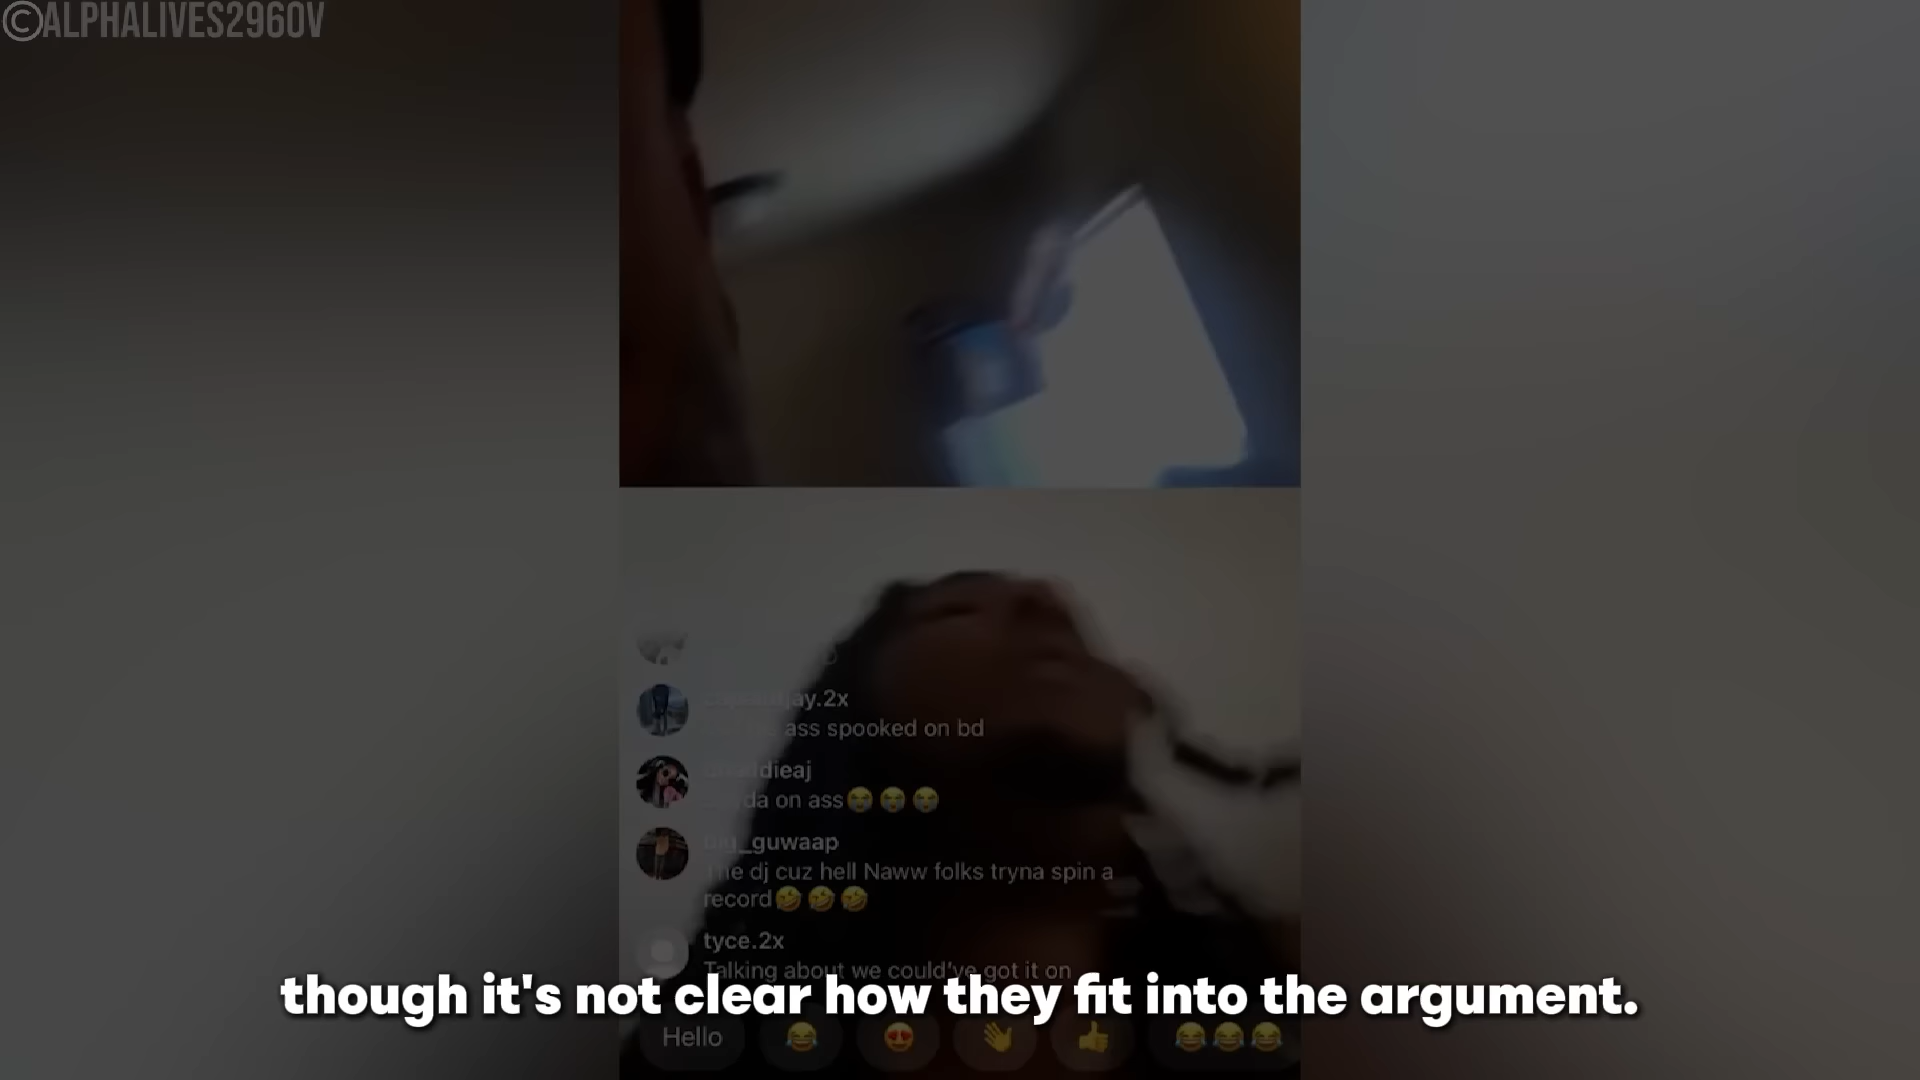 ©ALPHALIVES2960V
jay.2x
ass spooked on bd
dieaj
da on ass😭😭😭
_guwaap
The dj cuz hell Naww folks tryna spin a
record🤣🤣🤣
tyce.2x
Talking about we could've got it on
though it's not clear how they fit into the argument.
Hello 😂 😍 👋 👍 😂😂😂